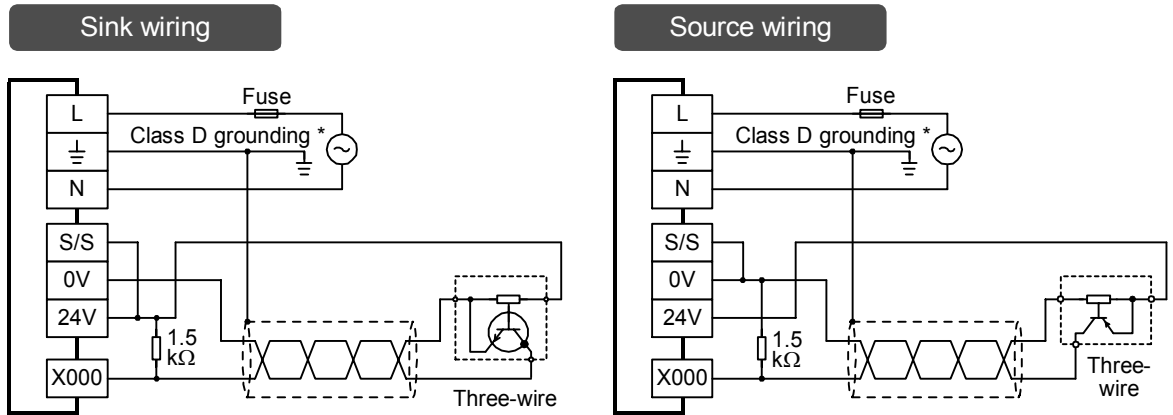 Sink wiring
L
Fuse
Class D grounding *
N
S/S
0V
24V
1.5
kΩ
X000
Three-wire
Source wiring
L
Fuse
Class D grounding *
N
S/S
0V
24V
1.5
kΩ
X000
Three-
wire